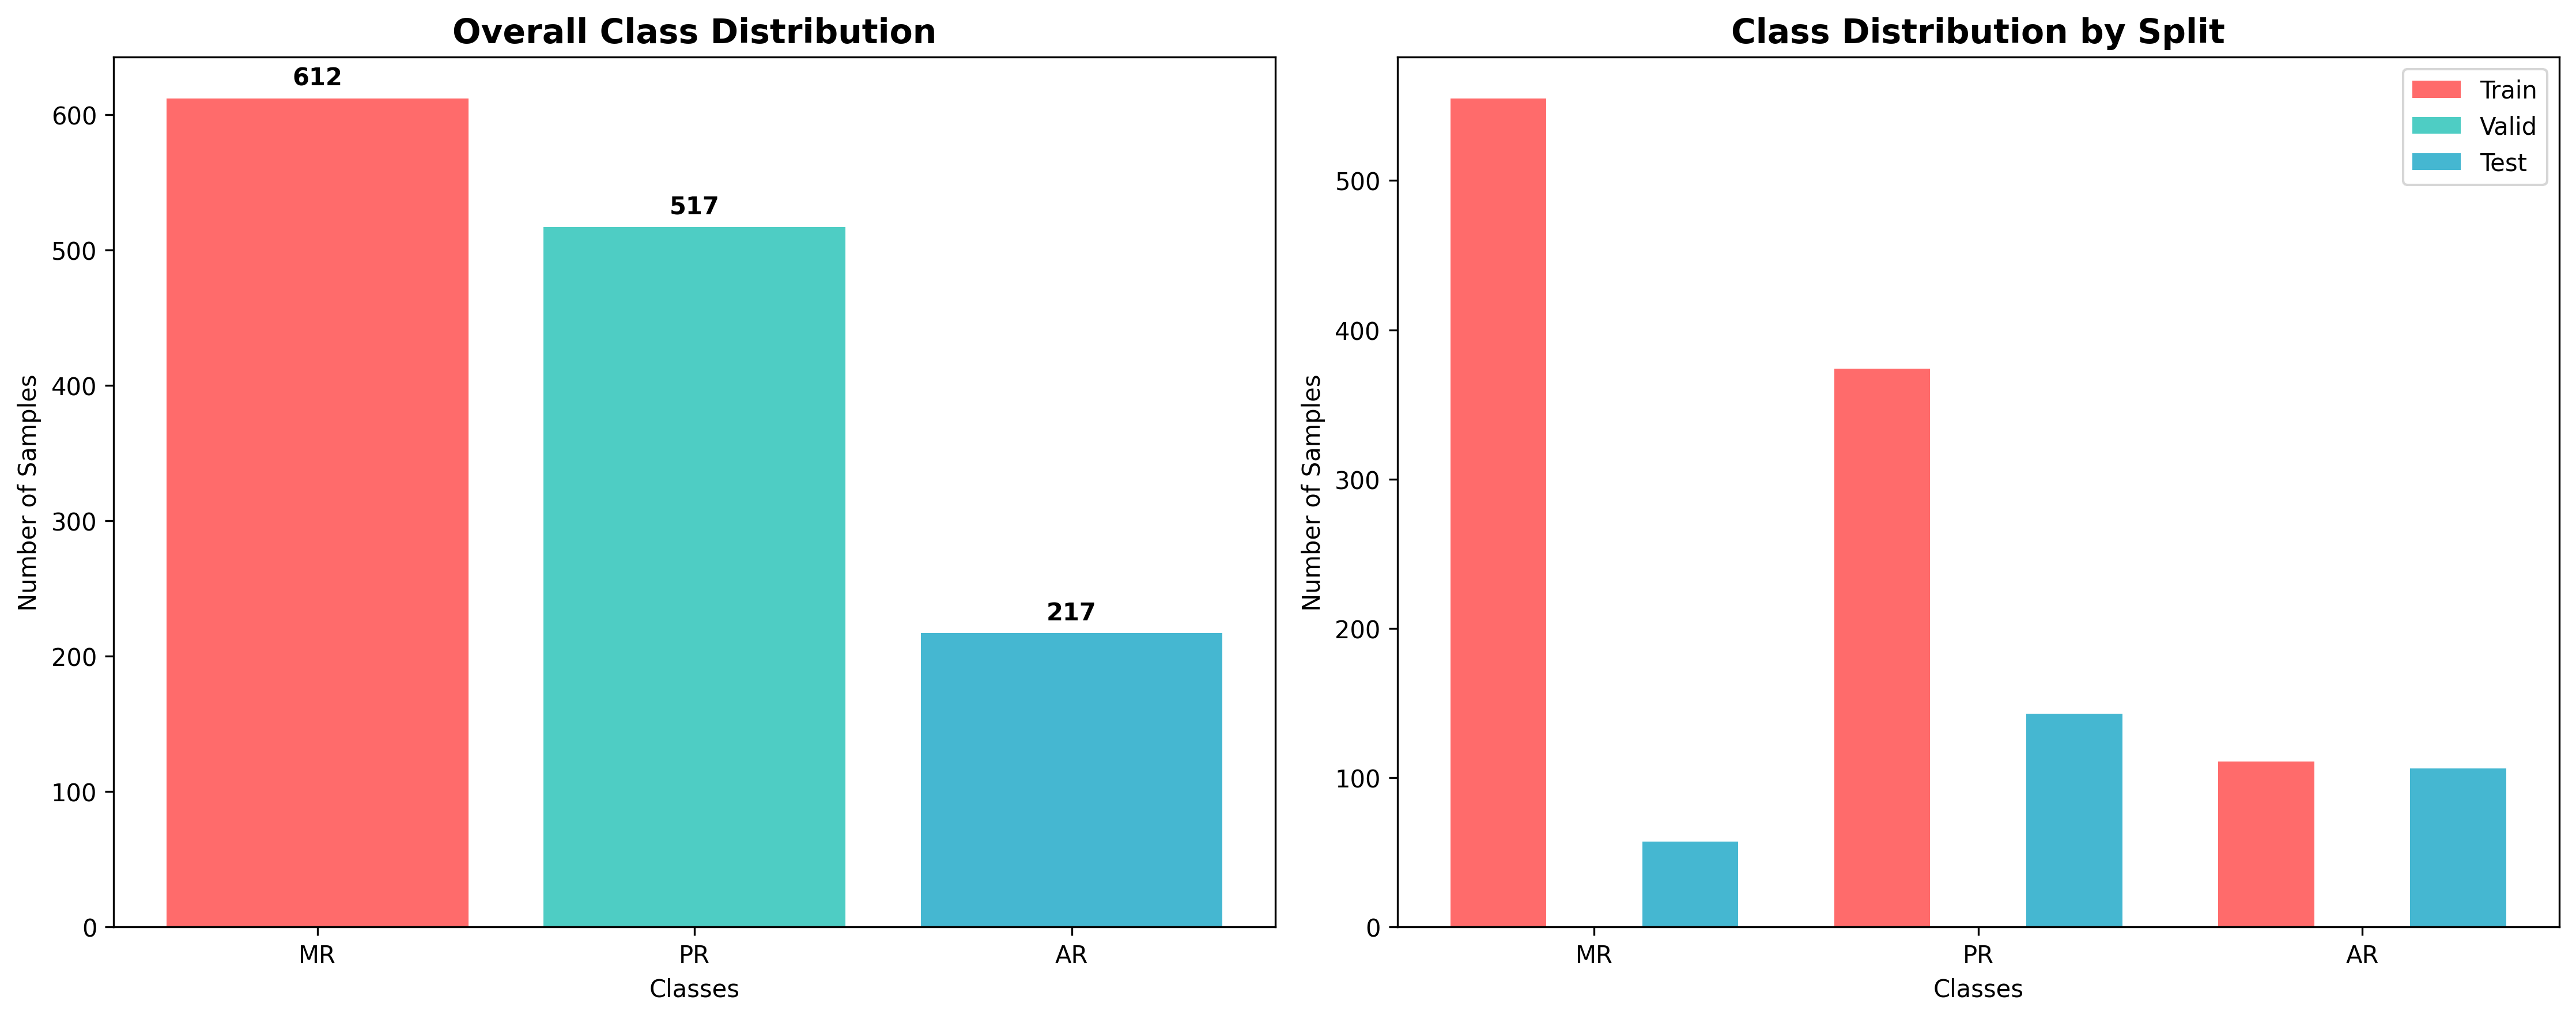 Overall Class Distribution
Number of Samples
600
500
400
300
200
100
0
612
517
217
MR PR AR
Classes
Class Distribution by Split
Number of Samples
500
400
300
200
100
0
Train
Valid
Test
MR PR AR
Classes